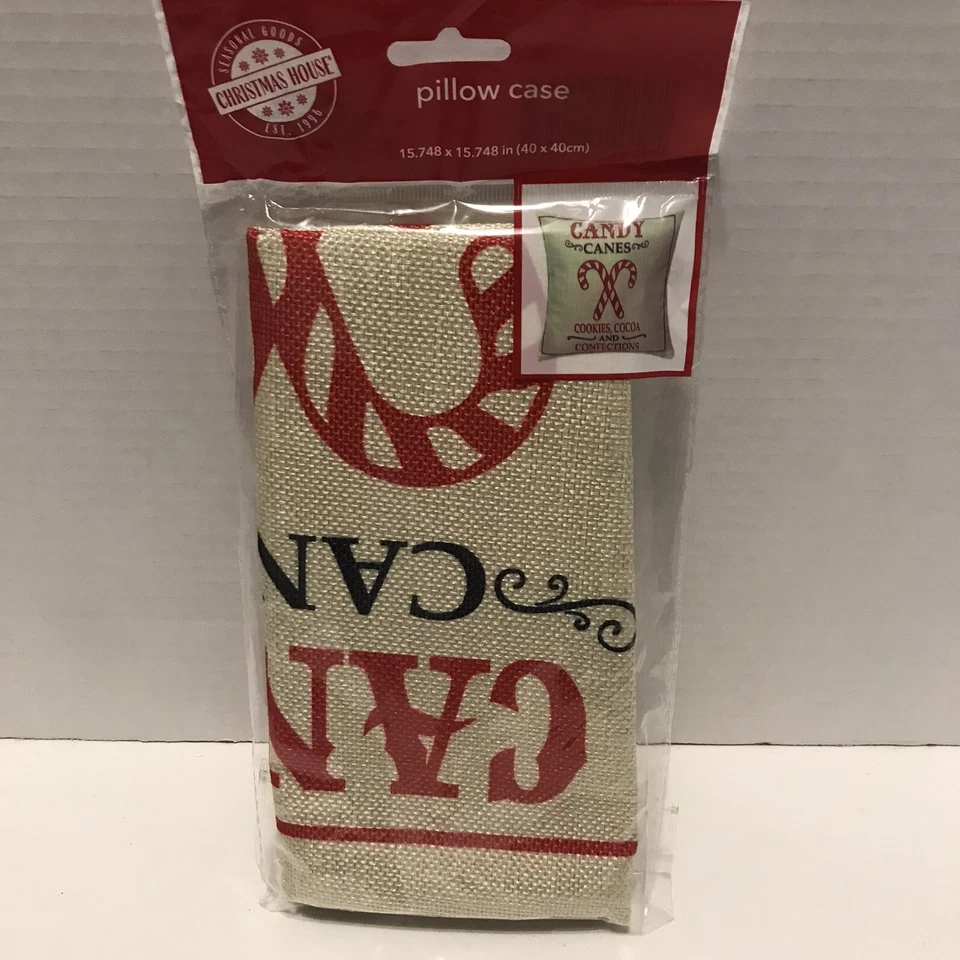 SEASONAL GOODS
CHRISTMAS HOUSE®
EST. 1996
pillow case
15.748 x 15.748 in (40 x 40cm)
CANDY
CANES
COOKIES, COCOA
AND
CONFECTIONS
CAN
CAN